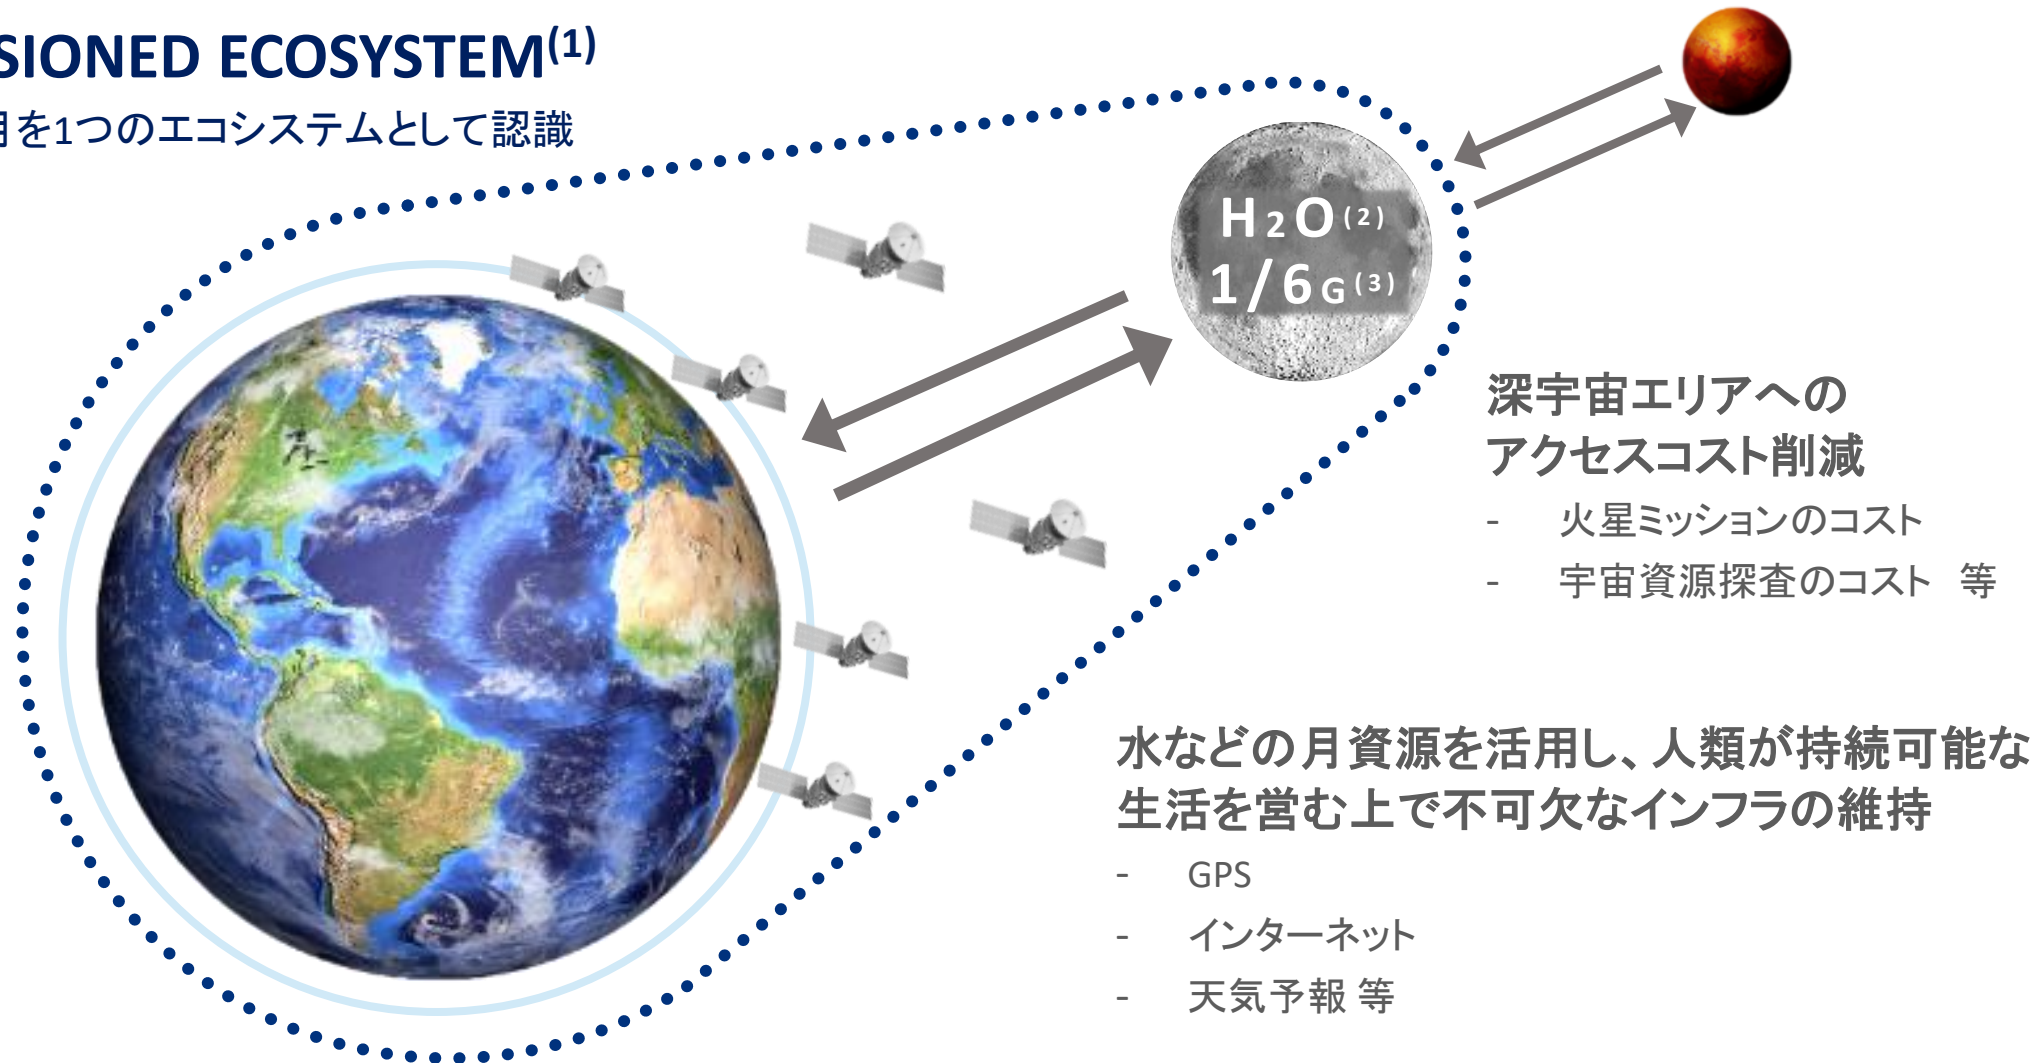 SIONED ECOSYSTEM(1)
月を1つのエコシステムとして認識
H2O(2)
1/6G(3)
深宇宙エリアへの
アクセスコスト削減
- 火星ミッションのコスト
- 宇宙資源探査のコスト 等
水などの月資源を活用し、人類が持続可能な
生活を営む上で不可欠なインフラの維持
- GPS
- インターネット
- 天気予報 等